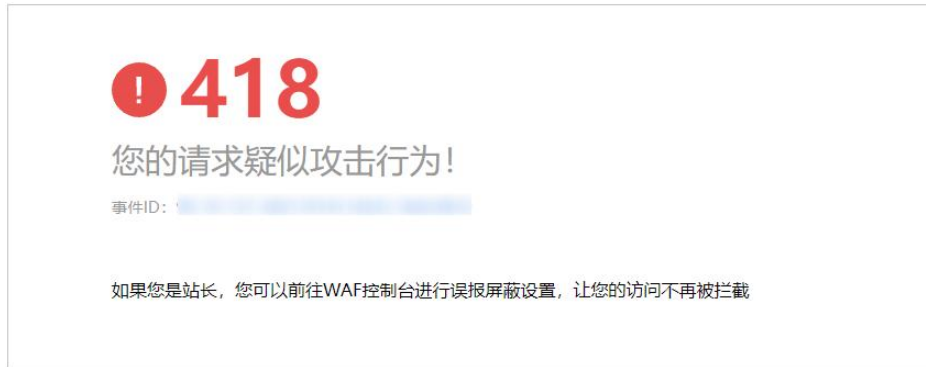 ! 418
您的请求疑似攻击行为！
事件ID：
如果您是站长，您可以前往WAF控制台进行误报屏蔽设置，让您的访问不再被拦截